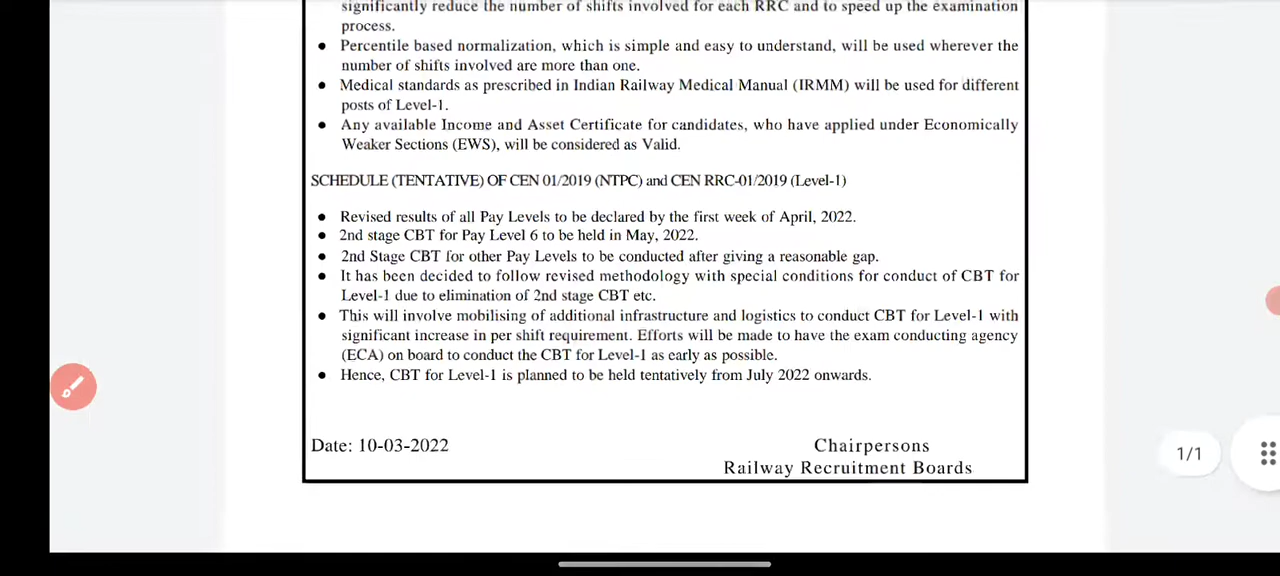 significantly reduce the number of shifts involved for each RRC and to speed up the examination
process.
● Percentile based normalization, which is simple and easy to understand, will be used wherever the
number of shifts involved are more than one.
● Medical standards as prescribed in Indian Railway Medical Manual (IRMM) will be used for different
posts of Level-1.
● Any available Income and Asset Certificate for candidates, who have applied under Economically
Weaker Sections (EWS), will be considered as Valid.
SCHEDULE (TENTATIVE) OF CEN 01/2019 (NTPC) and CEN RRC-01/2019 (Level-1)
● Revised results of all Pay Levels to be declared by the first week of April, 2022.
● 2nd stage CBT for Pay Level 6 to be held in May, 2022.
● 2nd Stage CBT for other Pay Levels to be conducted after giving a reasonable gap.
● It has been decided to follow revised methodology with special conditions for conduct of CBT for
Level-1 due to elimination of 2nd stage CBT etc.
● This will involve mobilising of additional infrastructure and logistics to conduct CBT for Level-1 with
significant increase in per shift requirement. Efforts will be made to have the exam conducting agency
(ECA) on board to conduct the CBT for Level-1 as early as possible.
● Hence, CBT for Level-1 is planned to be held tentatively from July 2022 onwards.
Date: 10-03-2022
Chairpersons
Railway Recruitment Boards
1/1